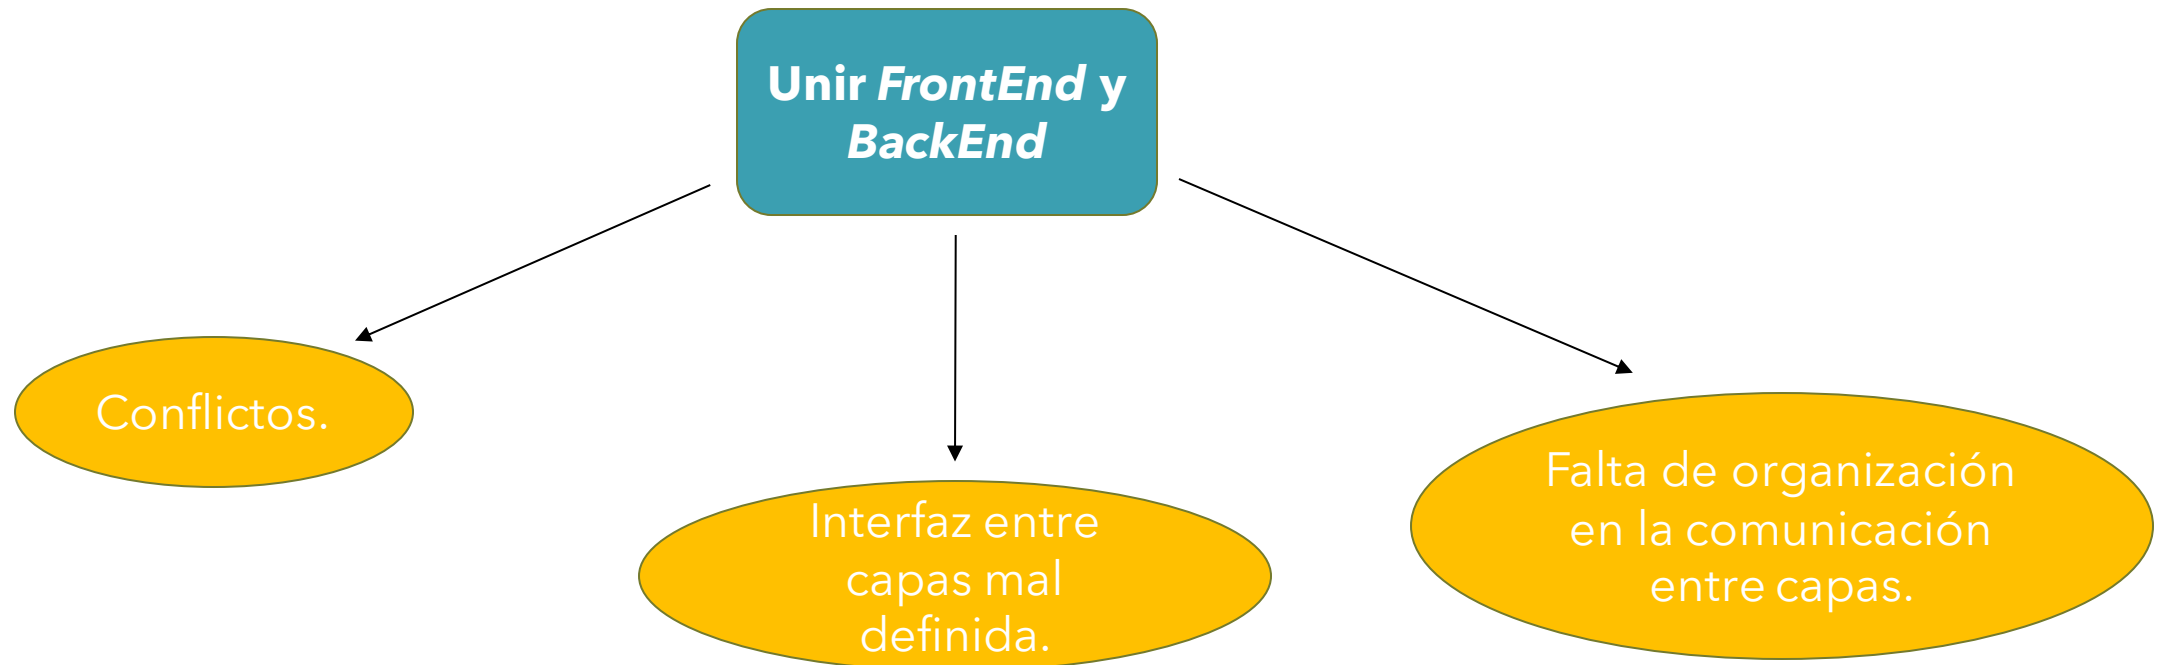 Unir FrontEnd y
BackEnd
Conflictos.
Interfaz entre
capas mal
definida.
Falta de organización
en la comunicación
entre capas.